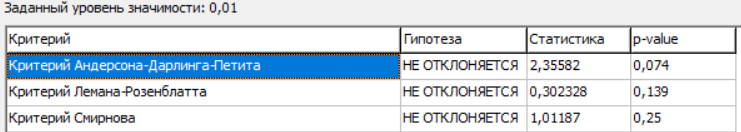 Заданный уровень значимости: 0,01
Критерий Гипотеза Статистика p-value
Критерий Андерсона-Дарлинга-Петита НЕ ОТКЛОНЯЕТСЯ 2,35582 0,074
Критерий Лемана-Розенблатта НЕ ОТКЛОНЯЕТСЯ 0,302328 0,139
Критерий Смирнова НЕ ОТКЛОНЯЕТСЯ 1,01187 0,25